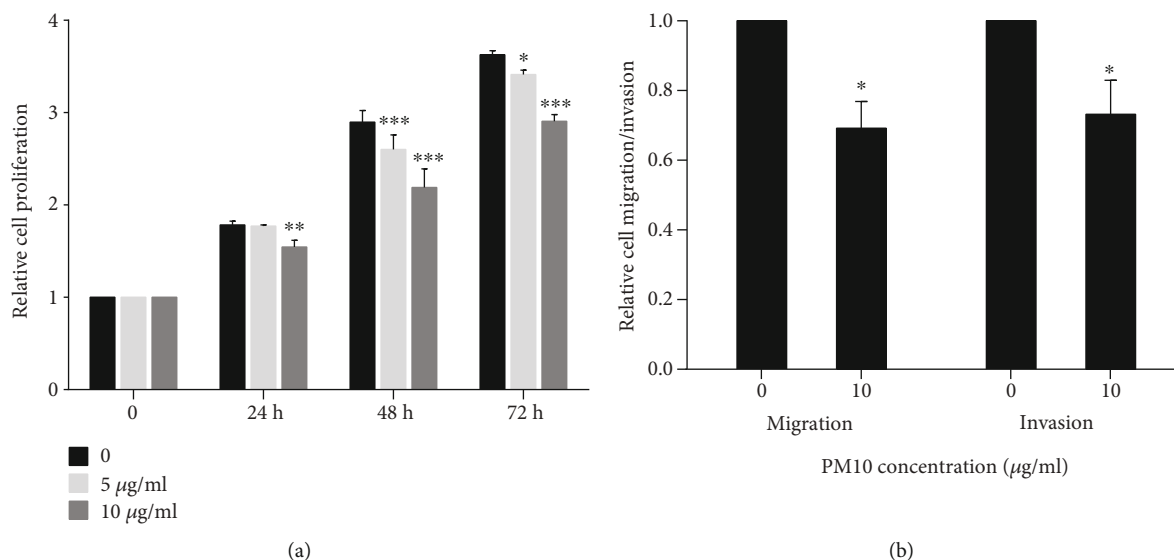 4
3
2
1
0
Relative cell proliferation
**
***
***
*
***
0
24 h
48 h
72 h
0
5 μg/ml
10 μg/ml
(a)
1.0
0.8
0.6
0.4
0.2
0.0
Relative cell migration/invasion
*
*
0
10
0
10
Migration
Invasion
PM10 concentration (μg/ml)
(b)